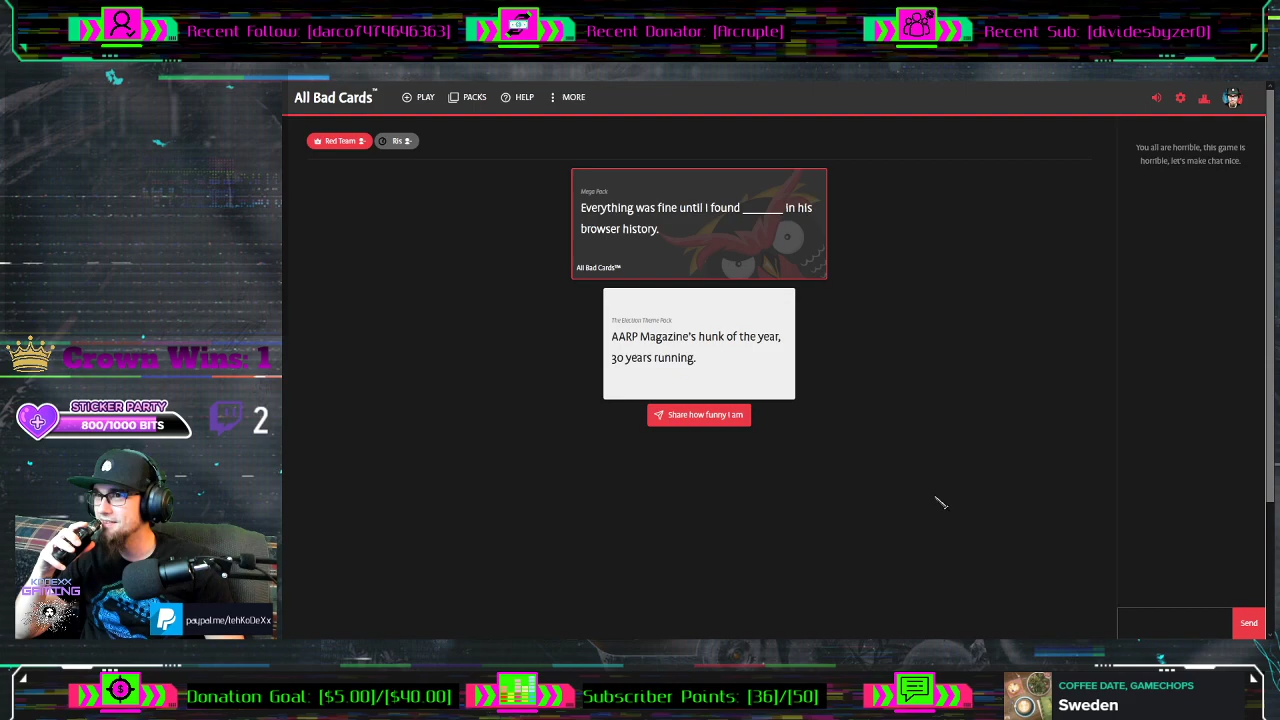 Recent Follow: [darco7474646363]
Recent Donator: [Arcruple]
Recent Sub: [dividesbyzer0]
All Bad Cards™
PLAY
PACKS
HELP
MORE
Red Team
Ris
You all are horrible, this game is
horrible, let's make chat nice.
Mega Pack
Everything was fine until I found _______ in his
browser history.
All Bad Cards™
The Election Theme Pack
AARP Magazine's hunk of the year,
30 years running.
Share how funny I am
Crown Wins: 1
STICKER PARTY
800/1000 BITS
2
KODEXX
GAMING
paypal.me/tehKoDeXx
Send
Donation Goal: [$5.00]/[$40.00]
Subscriber Points: [36]/[50]
COFFEE DATE, GAMECHOPS
Sweden